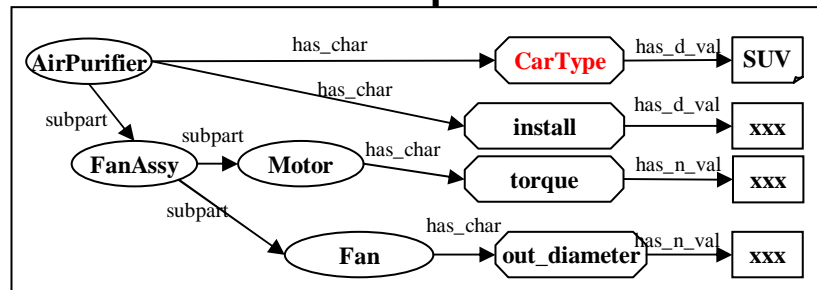 has_char
has_d_val
AirPurifier
CarType
SUV
has_char
has_d_val
subpart
install
xxx
subpart
has_char
has_n_val
FanAssy
Motor
torque
xxx
subpart
has_char
has_n_val
Fan
out_diameter
xxx